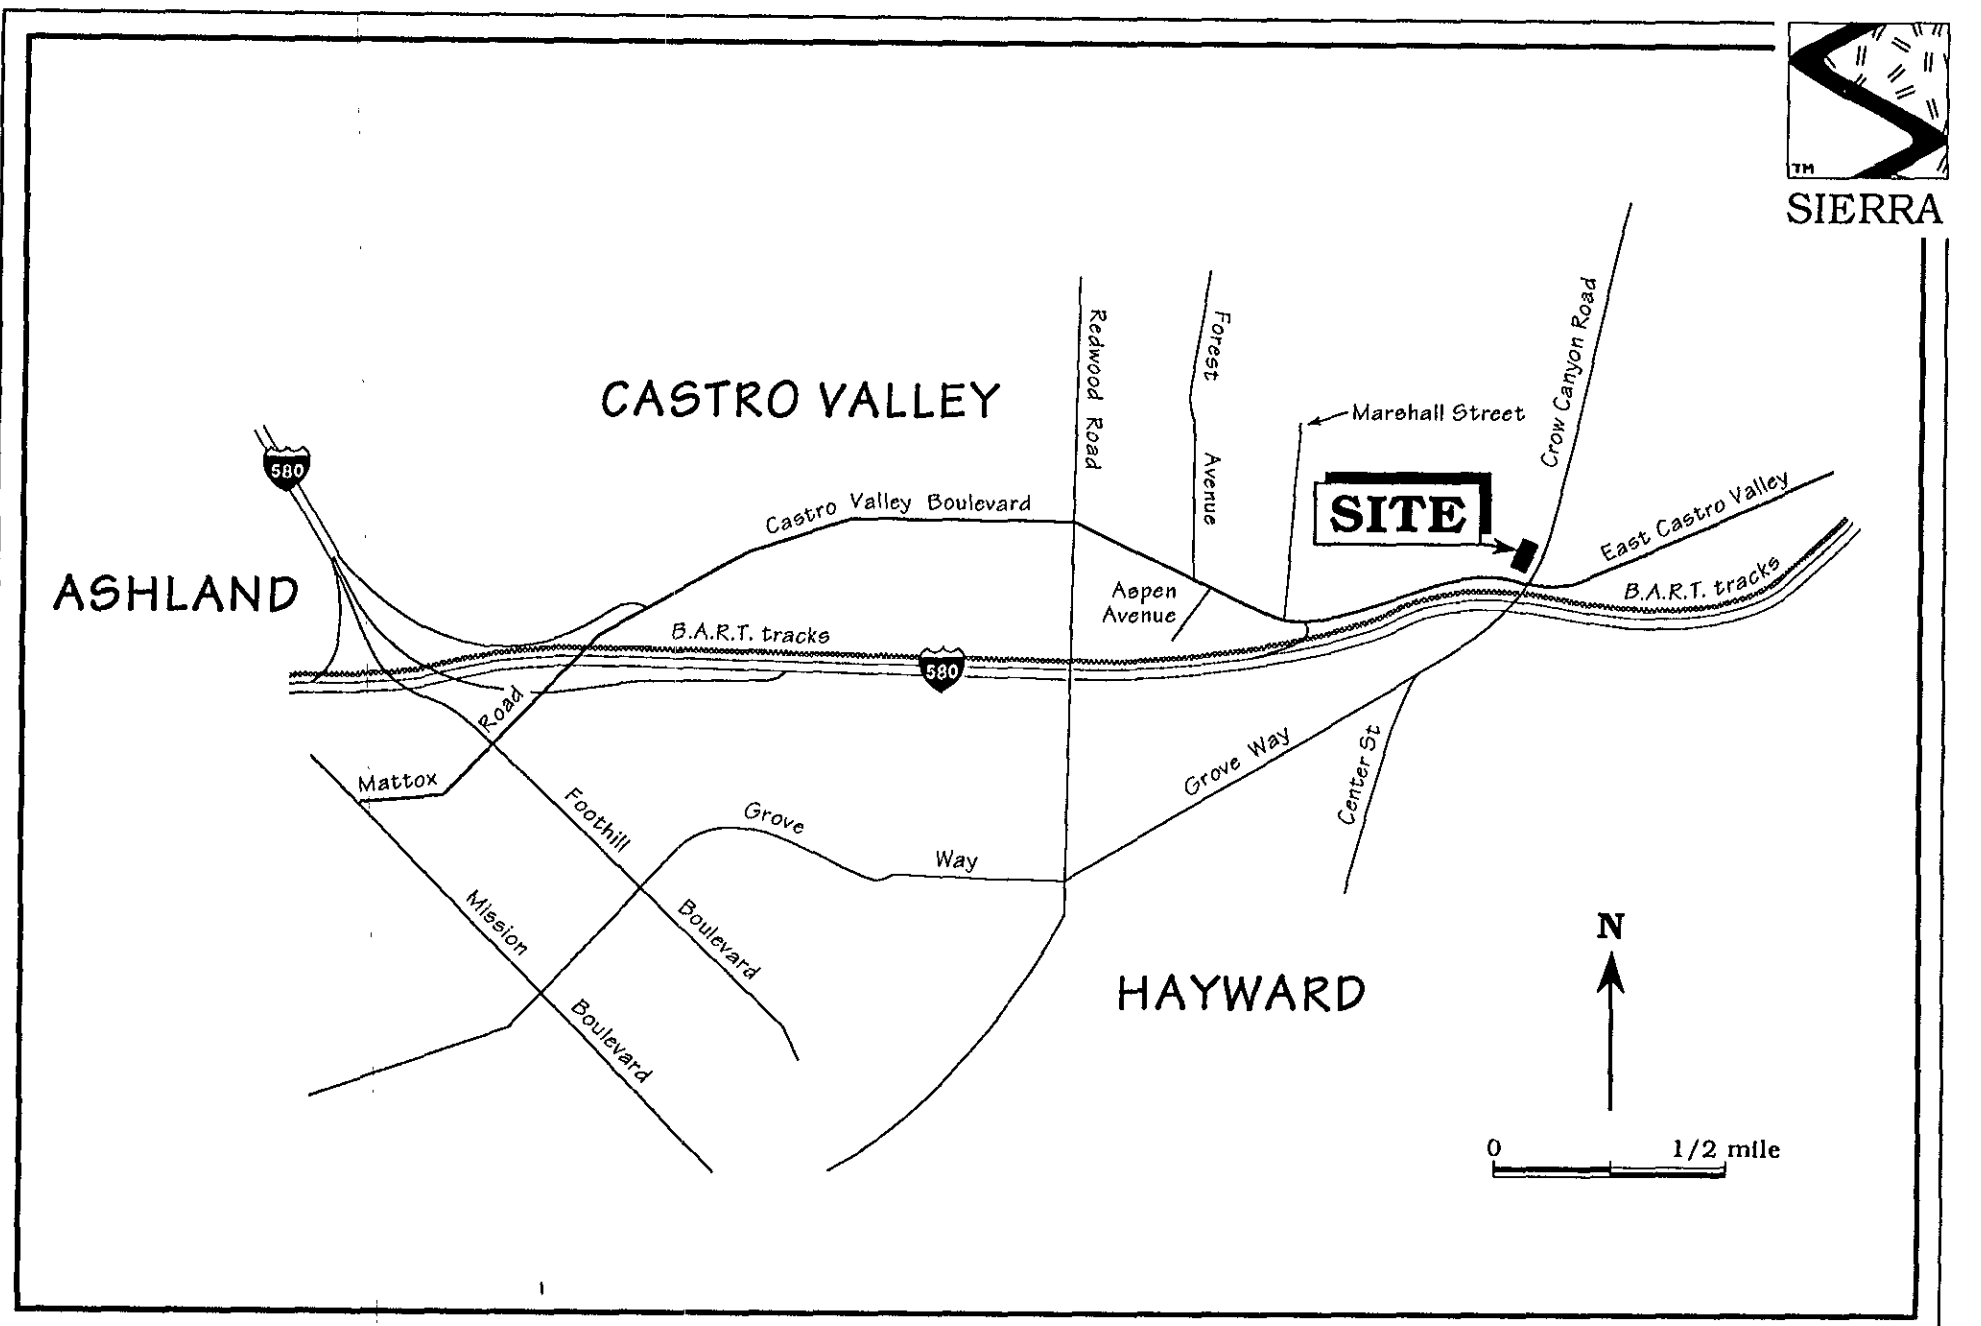 TM
SIERRA
Redwood Road
Forest Avenue
Crow Canyon Road
CASTRO VALLEY
Marshall Street
580
SITE
Castro Valley Boulevard
East Castro Valley
ASHLAND
Aspen
Avenue
B.A.R.T. tracks
B.A.R.T. tracks
580
Mattox Road
Foothill Boulevard
Grove Way
Grove Way
Center St
Mission Boulevard
N
HAYWARD
0 1/2 mile